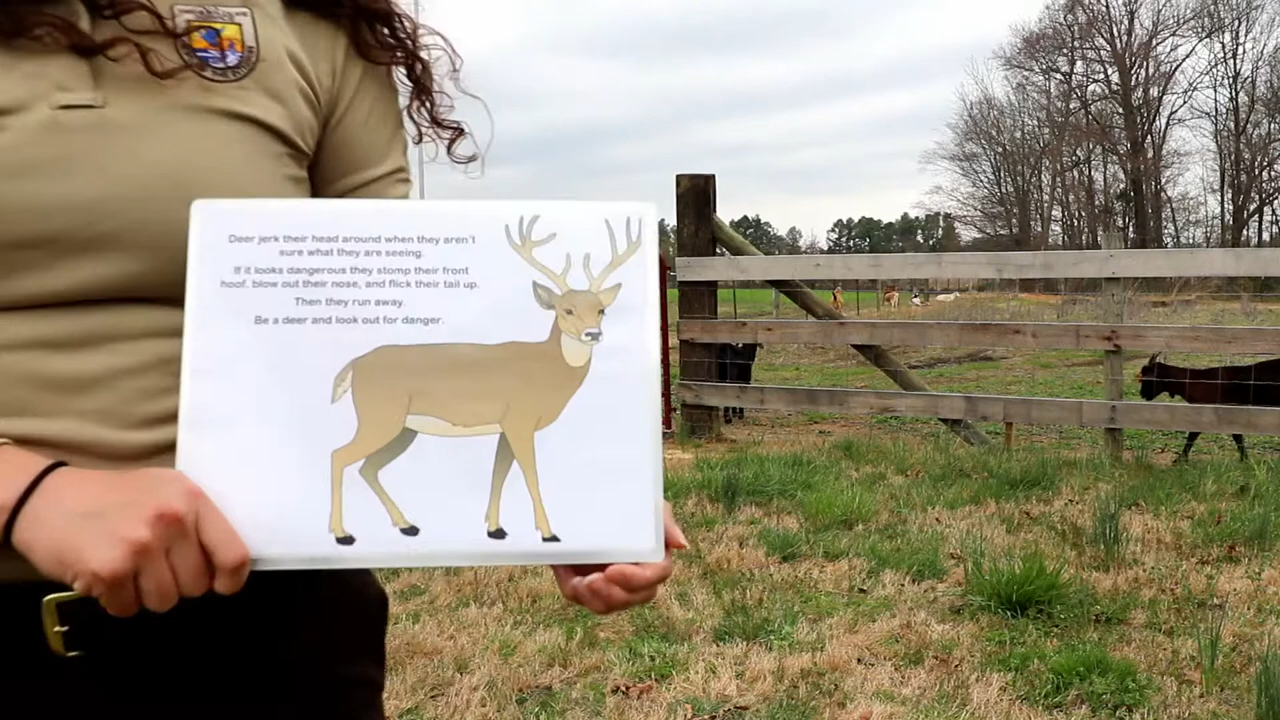 Deer jerk their head around when they aren't
sure what they are seeing.
If it looks dangerous they stomp their front
hoof, blow out their nose, and flick their tail up.
Then they run away.
Be a deer and look out for danger.